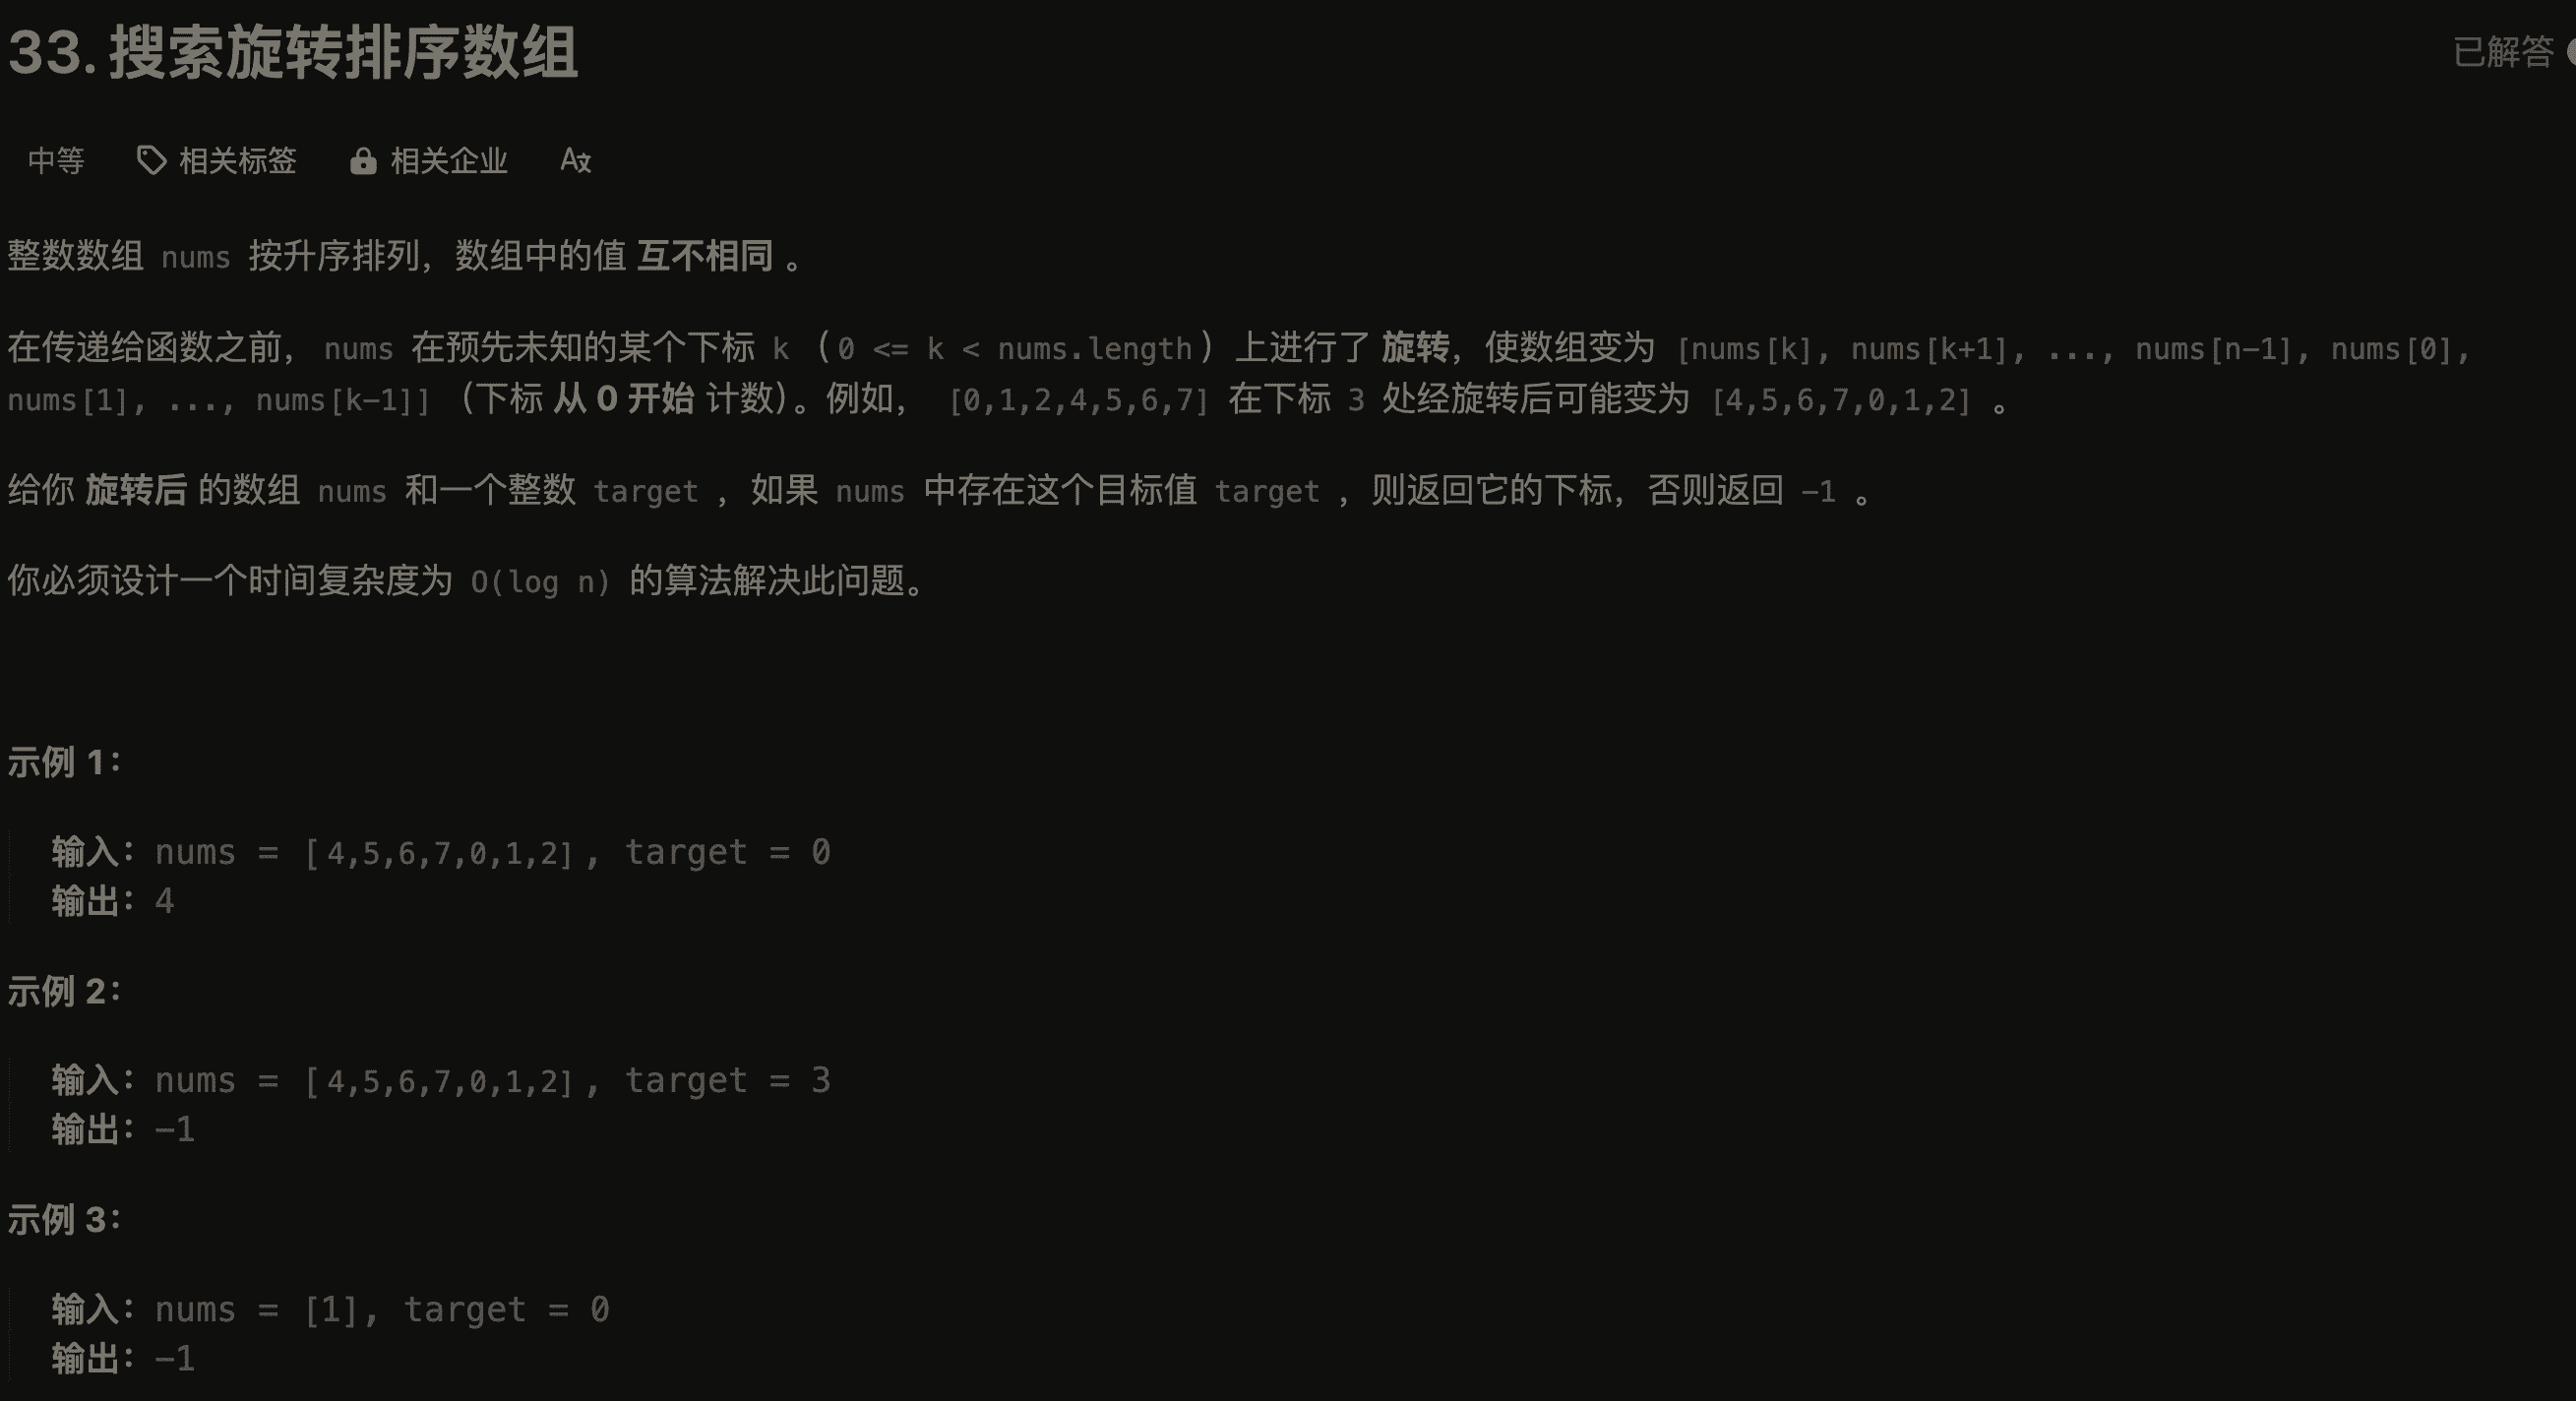 33. 搜索旋转排序数组
已解答
中等 相关标签 相关企业
整数数组 nums 按升序排列，数组中的值 互不相同 。
在传递给函数之前， nums 在预先未知的某个下标 k （0 <= k < nums.length）上进行了 旋转，使数组变为 [nums[k], nums[k+1], ..., nums[n-1], nums[0],
nums[1], ..., nums[k-1]] （下标 从 0 开始 计数）。例如， [0,1,2,4,5,6,7] 在下标 3 处经旋转后可能变为 [4,5,6,7,0,1,2] 。
给你 旋转后 的数组 nums 和一个整数 target ，如果 nums 中存在这个目标值 target ，则返回它的下标，否则返回 -1 。
你必须设计一个时间复杂度为 O(log n) 的算法解决此问题。
示例 1：
输入：nums = [4,5,6,7,0,1,2], target = 0
输出：4
示例 2：
输入：nums = [4,5,6,7,0,1,2], target = 3
输出：-1
示例 3：
输入：nums = [1], target = 0
输出：-1